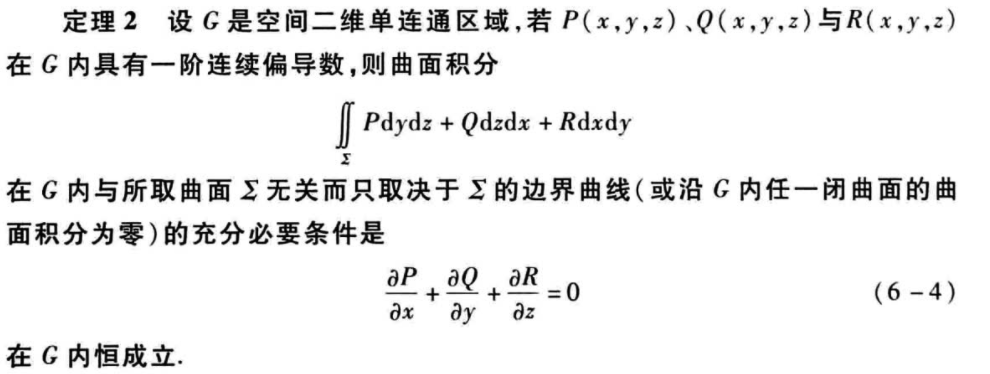 定理 2 设 G 是空间二维单连通区域,若 P(x,y,z)、Q(x,y,z)与R(x,y,z)
在 G 内具有一阶连续偏导数,则曲面积分
∬_Σ Pdydz + Qdzdx + Rdxdy
在 G 内与所取曲面 Σ 无关而只取决于 Σ 的边界曲线(或沿 G 内任一闭曲面的曲
面积分为零)的充分必要条件是
∂P/∂x + ∂Q/∂y + ∂R/∂z = 0 (6-4)
在 G 内恒成立.